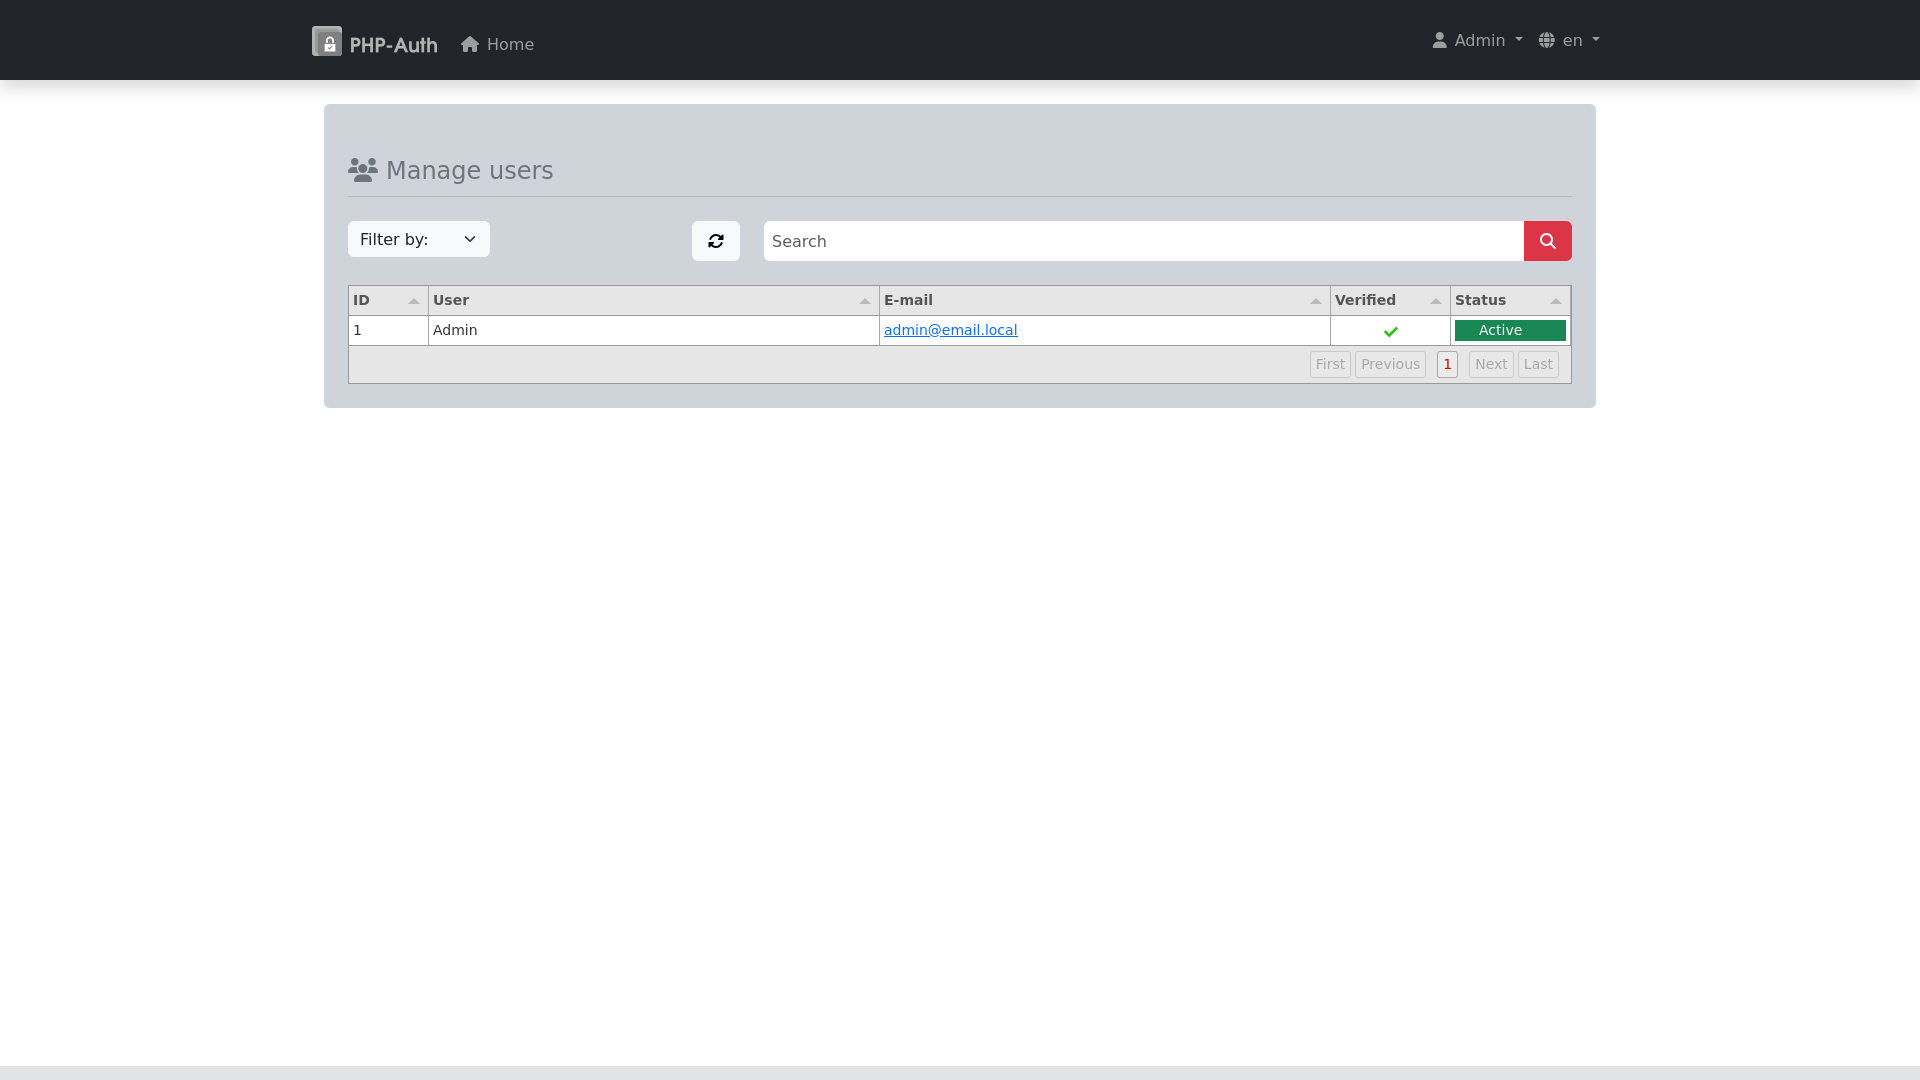 PHP-Auth Home Admin en
Manage users
Filter by: Search
ID User E-mail Verified Status
1 Admin admin@email.local Active
First Previous 1 Next Last